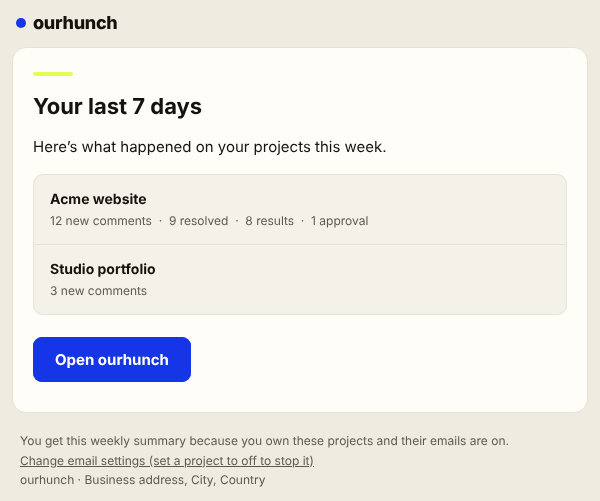 ourhunch
Your last 7 days
Here’s what happened on your projects this week.
Acme website
12 new comments · 9 resolved · 8 results · 1 approval
Studio portfolio
3 new comments
Open ourhunch
You get this weekly summary because you own these projects and their emails are on.
Change email settings (set a project to off to stop it)
ourhunch · Business address, City, Country